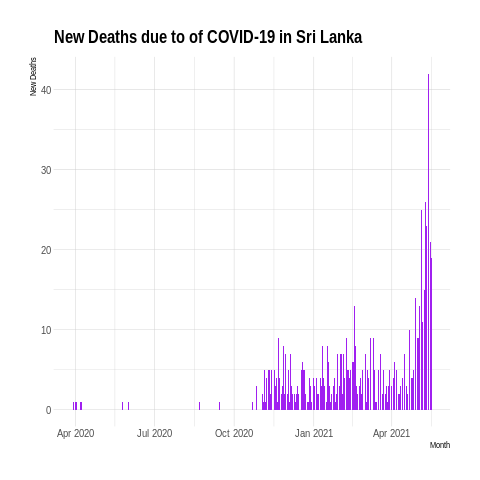 New Deaths due to of COVID-19 in Sri Lanka
New Deaths
40
30
20
10
0
Apr 2020 Jul 2020 Oct 2020 Jan 2021 Apr 2021
Month